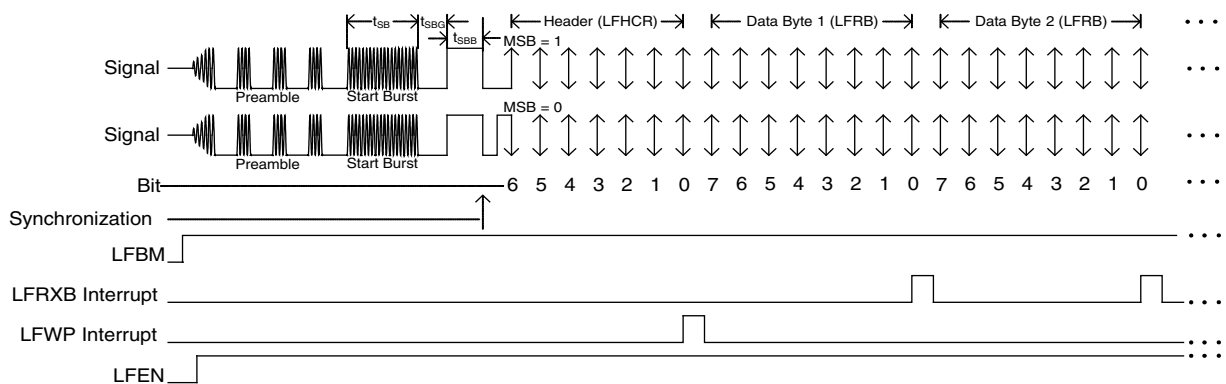 tSB tSBG Header (LFHCR) Data Byte 1 (LFRB) Data Byte 2 (LFRB) • • •
tSBB MSB = 1
Signal • • •
Preamble Start Burst
MSB = 0
Signal • • •
Preamble Start Burst
Bit 6 5 4 3 2 1 0 7 6 5 4 3 2 1 0 7 6 5 4 3 2 1 0 • • •
Synchronization
LFBM • • •
LFRXB Interrupt • • •
LFWP Interrupt • • •
LFEN • • •